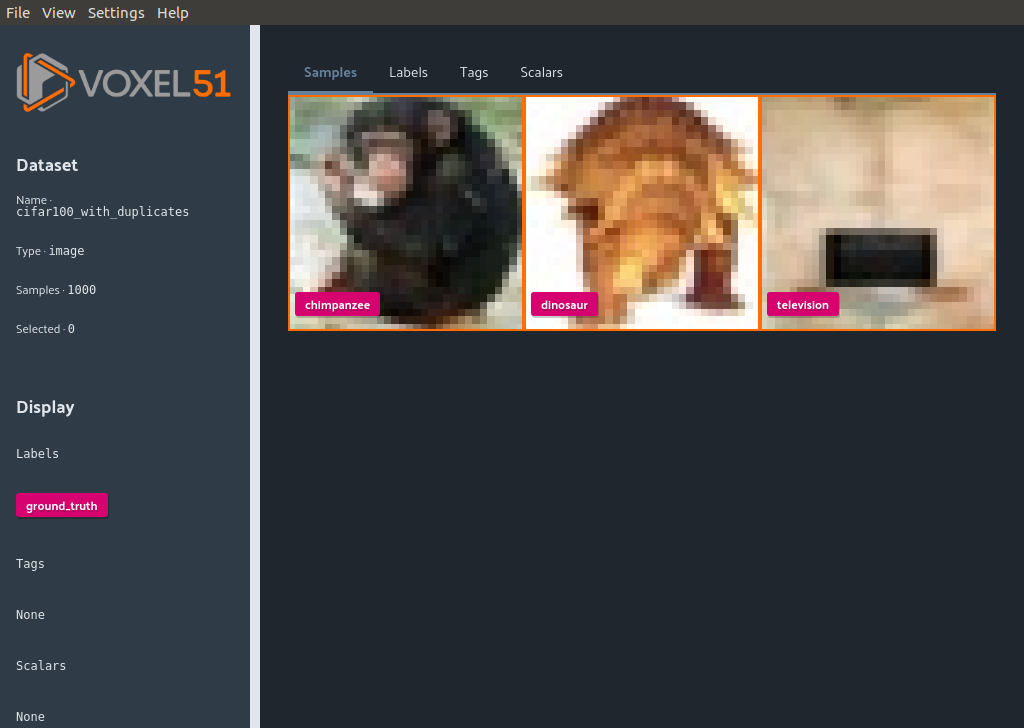 File View Settings Help
VOXEL51
Samples Labels Tags Scalars
Dataset
Name ·
cifar100_with_duplicates
Type · image
Samples · 1000
Selected · 0
chimpanzee dinosaur television
Display
Labels
ground_truth
Tags
None
Scalars
None